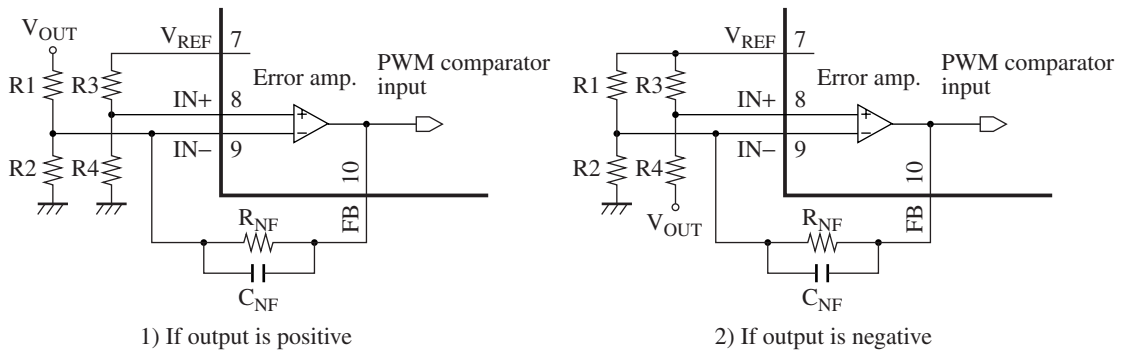 VOUT
R1
R3
R2
R4
VREF
7
IN+
8
IN−
9
Error amp.
+
−
PWM comparator
input
10
FB
RNF
CNF
1) If output is positive
VREF
7
R1
R3
IN+
8
Error amp.
+
−
PWM comparator
input
R2
R4
IN−
9
VOUT
10
FB
RNF
CNF
2) If output is negative